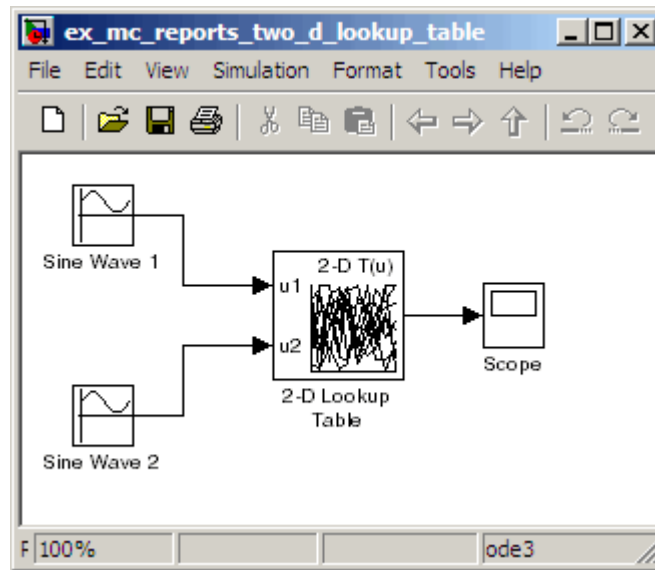 ex_mc_reports_two_d_lookup_table
File Edit View Simulation Format Tools Help
Sine Wave 1
2-D T(u)
u1
u2
2-D Lookup
Table
Scope
Sine Wave 2
F 100% ode3